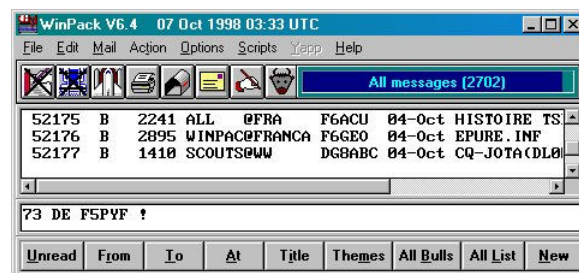 WinPack V6.4 07 Oct 1998 03:33 UTC
File Edit Mail Action Options Scripts Yapp Help
All messages (2702)
52175 B 2241 ALL @FRA F6ACU 04-Oct HISTOIRE TS
52176 B 2895 WINPAC@FRANCA F6GEO 04-Oct EPURE.INF
52177 B 1410 SCOUTS@WW DG8ABC 04-Oct CQ-JOTA(DL0
73 DE F5PYF !
Unread From To At Title Themes All Bulls All List New